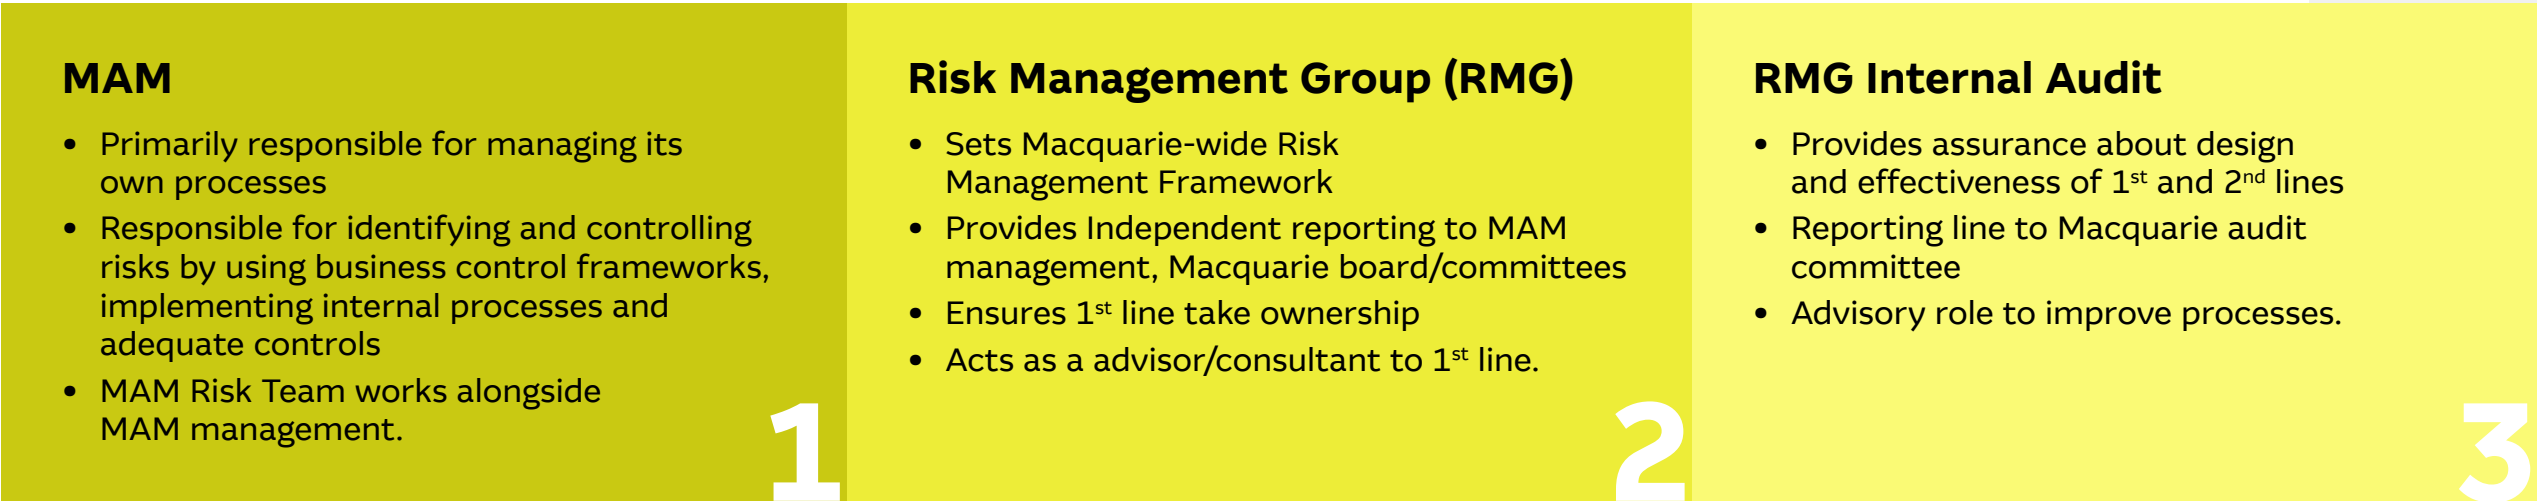 MAM
• Primarily responsible for managing its
own processes
• Responsible for identifying and controlling
risks by using business control frameworks,
implementing internal processes and
adequate controls
• MAM Risk Team works alongside
MAM management.
1
Risk Management Group (RMG)
• Sets Macquarie-wide Risk
Management Framework
• Provides Independent reporting to MAM
management, Macquarie board/committees
• Ensures 1st line take ownership
• Acts as a advisor/consultant to 1st line.
2
RMG Internal Audit
• Provides assurance about design
and effectiveness of 1st and 2nd lines
• Reporting line to Macquarie audit
committee
• Advisory role to improve processes.
3